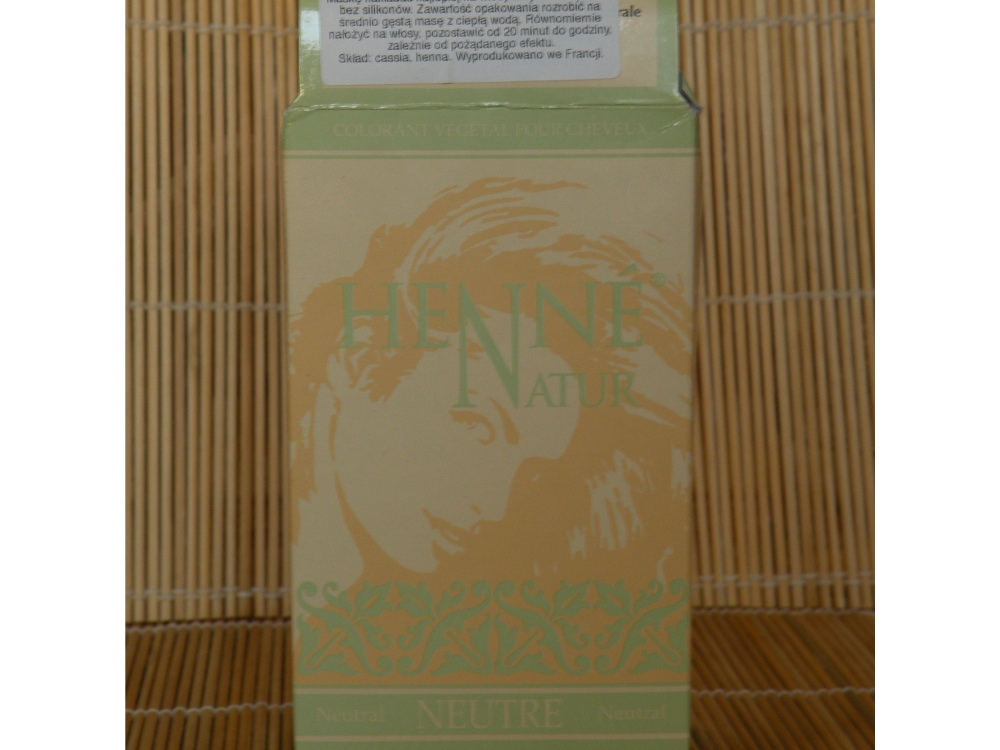 rale
bez silikonów. Zawartość opakowania rozrobić na
średnio gęstą masę z ciepłą wodą. Równomiernie
nałożyć na włosy, pozostawić od 20 minut do godziny,
zależnie od pożądanego efektu.
Skład: cassia, henna. Wyprodukowano we Francji.
COLORANT VÉGÉTAL POUR CHEVEUX
HENNÉ®
NATUR
Neutral NEUTRE Neutral